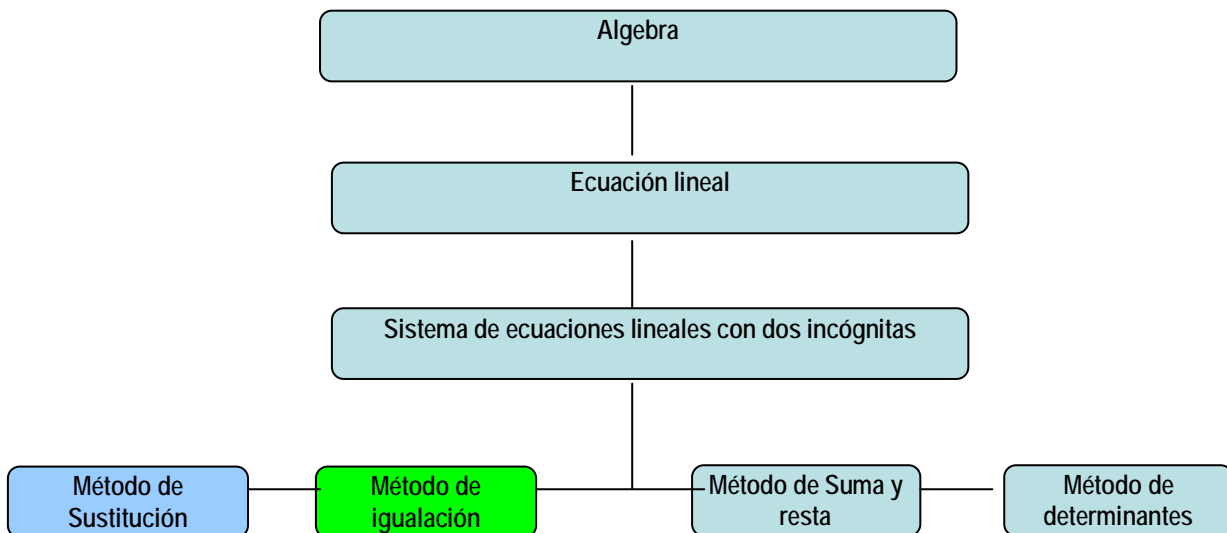 Algebra
Ecuación lineal
Sistema de ecuaciones lineales con dos incógnitas
Método de
Sustitución
Método de
igualación
Método de Suma y
resta
Método de
determinantes